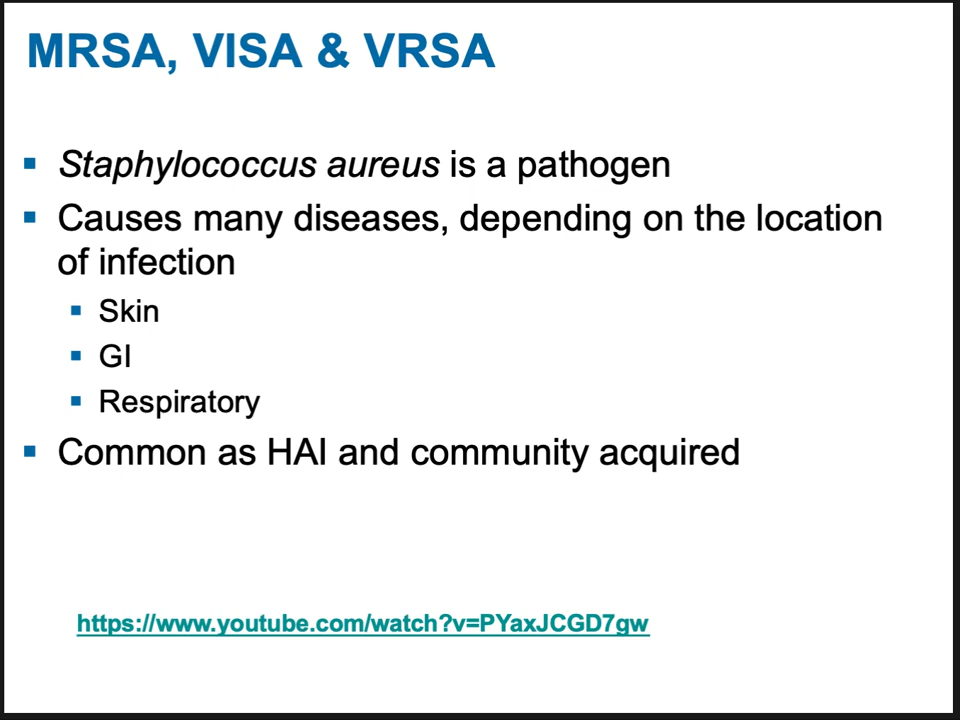 MRSA, VISA & VRSA
▪ Staphylococcus aureus is a pathogen
▪ Causes many diseases, depending on the location
of infection
▪ Skin
▪ GI
▪ Respiratory
▪ Common as HAI and community acquired
https://www.youtube.com/watch?v=PYaxJCGD7gw